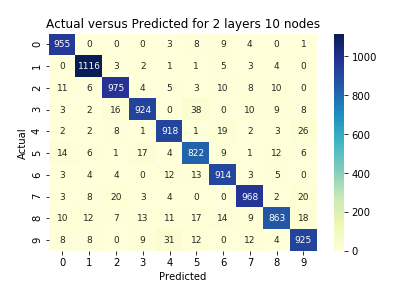 Actual versus Predicted for 2 layers 10 nodes
0 955 0 0 0 3 8 9 4 0 1
1 0 1116 3 2 1 1 5 3 4 0
2 11 6 975 4 5 3 10 8 10 0
3 3 2 16 924 0 38 0 10 9 8
4 2 2 8 1 918 1 19 2 3 26
5 14 6 1 17 4 822 9 1 12 6
6 3 4 4 0 12 13 914 3 5 0
7 3 8 20 3 4 0 0 968 2 20
8 10 12 7 13 11 17 14 9 863 18
9 8 8 0 9 31 12 0 12 4 925
0 1 2 3 4 5 6 7 8 9
Predicted
Actual
1000
800
600
400
200
0